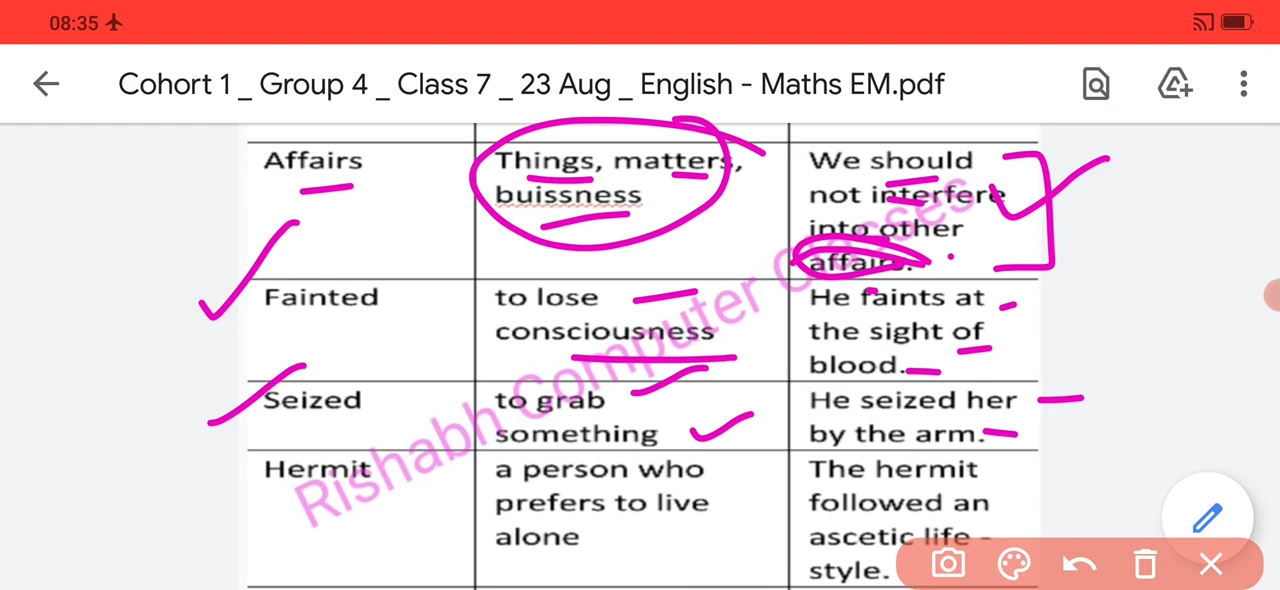 08:35
Cohort 1 _ Group 4 _ Class 7 _ 23 Aug _ English - Maths EM.pdf
Affairs
Things, matters,
buissness
We should
not interfere
into other
affairs.
Fainted
to lose
consciousness
He faints at
the sight of
blood.
Seized
to grab
something
He seized her
by the arm.
Hermit
a person who
prefers to live
alone
The hermit
followed an
ascetic life -
style.
Rishabh Computer Classes